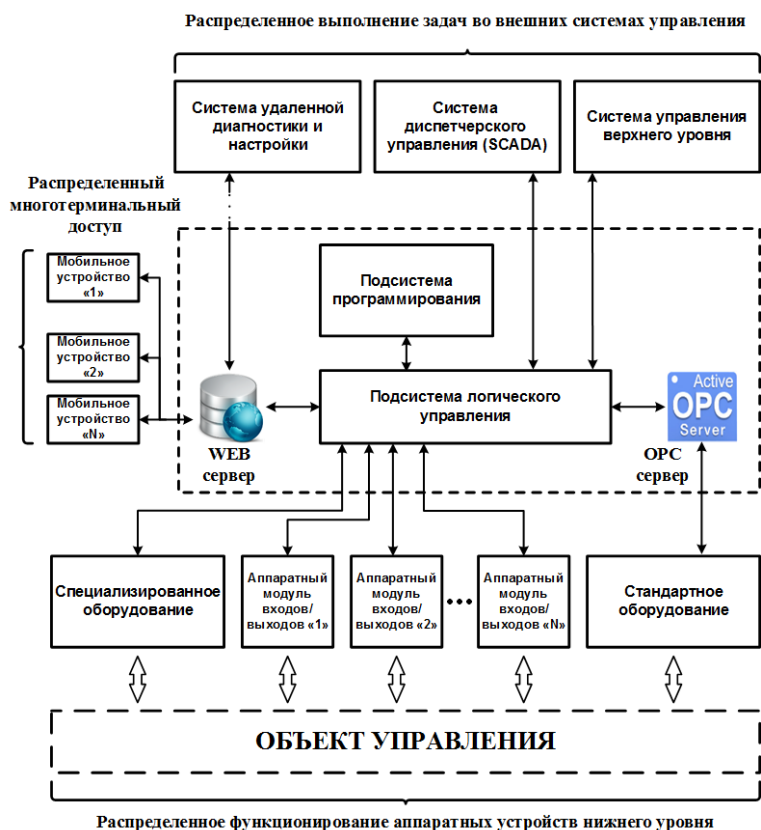 Распределенное выполнение задач во внешних системах управления
Система удаленной
диагностики и
настройки
Система
диспетчерского
управления (SCADA)
Система управления
верхнего уровня
Распределенный
многотерминальный
доступ
Мобильное
устройство
«1»
Мобильное
устройство
«2»
Мобильное
устройство
«N»
Подсистема
программирования
Подсистема логического
управления
WEB
сервер
Active
OPC
Server
OPC
сервер
Специализированное
оборудование
Аппаратный
модуль
входов/
выходов «1»
Аппаратный
модуль
входов/
выходов «2»
Аппаратный
модуль
входов/
выходов «N»
Стандартное
оборудование
ОБЪЕКТ УПРАВЛЕНИЯ
Распределенное функционирование аппаратных устройств нижнего уровня